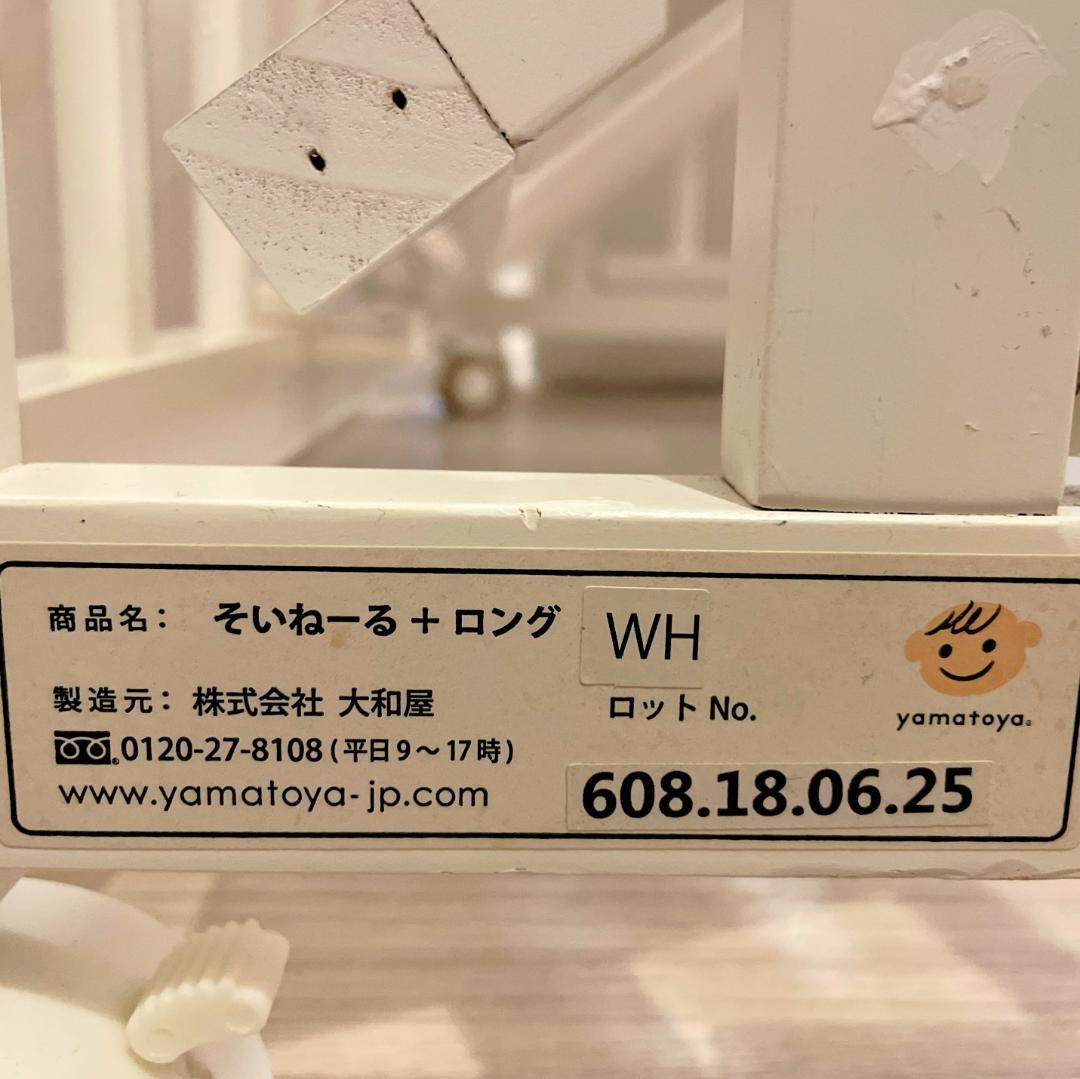 商品名： そいねーる＋ロング WH
製造元： 株式会社 大和屋
0120-27-8108（平日9～17時）
www.yamatoya-jp.com
ロット No.
608.18.06.25
yamatoya®